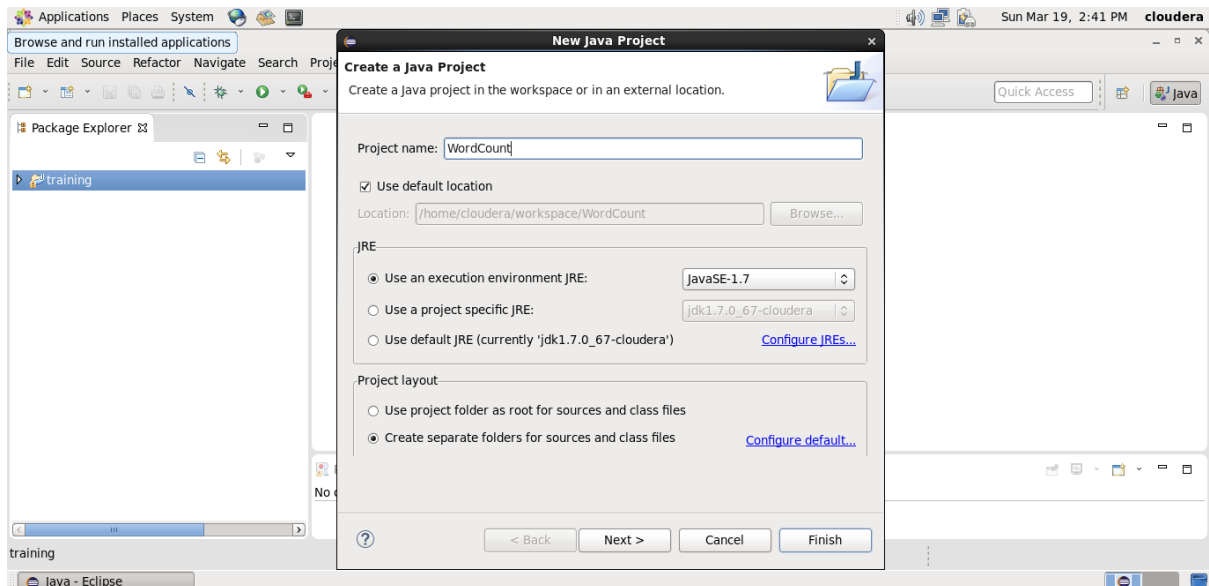 Applications Places System Sun Mar 19, 2:41 PM cloudera
Browse and run installed applications
File Edit Source Refactor Navigate Search Proje
Quick Access Java
Package Explorer
training
New Java Project
Create a Java Project
Create a Java project in the workspace or in an external location.
Project name: WordCount
Use default location
Location: /home/cloudera/workspace/WordCount Browse...
JRE
Use an execution environment JRE: JavaSE-1.7
Use a project specific JRE: jdk1.7.0_67-cloudera
Use default JRE (currently 'jdk1.7.0_67-cloudera') Configure JREs...
Project layout
Use project folder as root for sources and class files
Create separate folders for sources and class files Configure default...
No
< Back Next > Cancel Finish
training
Java - Eclipse